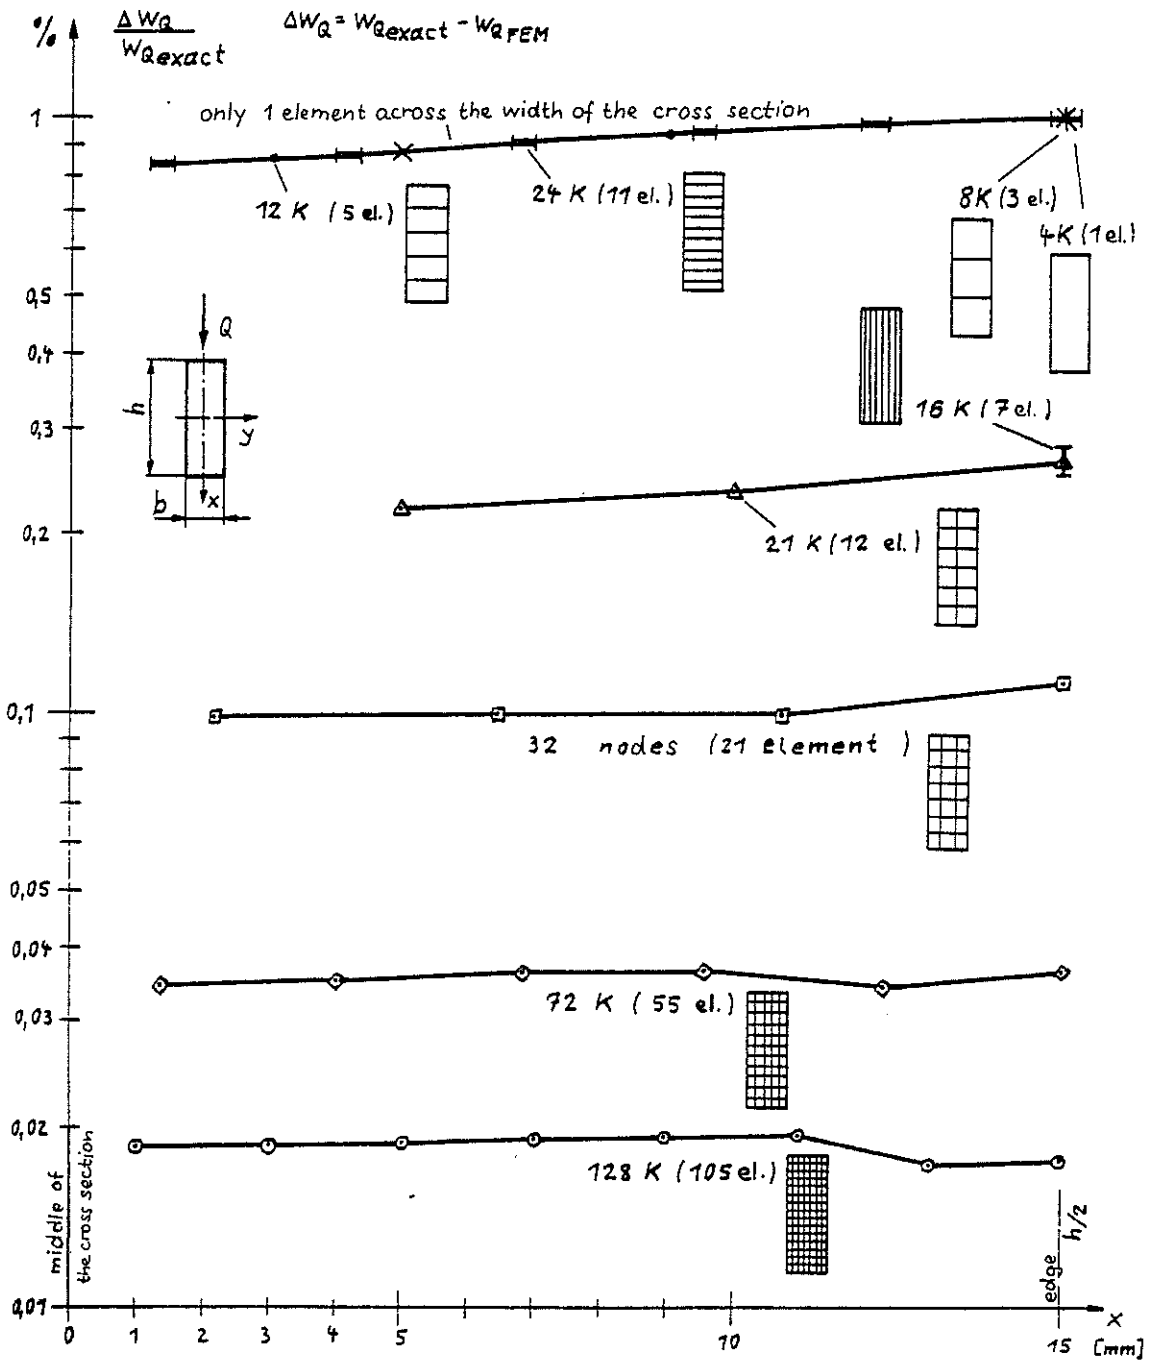 %
ΔWQ
WQexact
ΔWQ = WQexact - WQFEM
only 1 element across the width of the cross section
1
12 K (5 el.)
24 K (11 el.)
8K (3 el.)
4K (1 el.)
0,5
Q
0,4
h
y
16 K (7 el.)
0,3
b
x
0,2
21 K (12 el.)
0,1
32 nodes (21 element )
0,05
0,04
72 K ( 55 el.)
0,03
0,02
128 K (105 el.)
middle of
the cross section
edge
h/2
0,01
0
1
2
3
4
5
10
15
x
[mm]